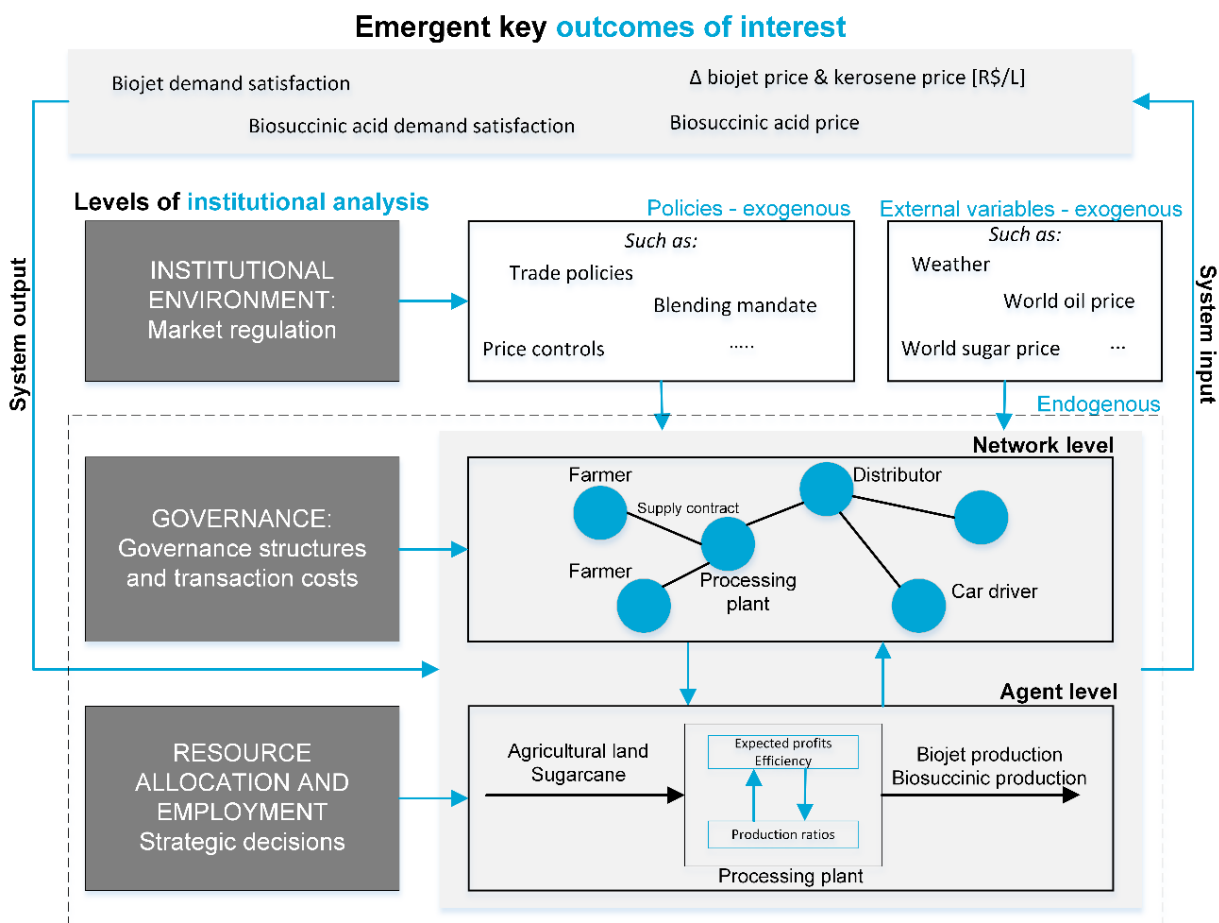 Emergent key outcomes of interest
Biojet demand satisfaction
Δ biojet price & kerosene price [R$/L]
Biosuccinic acid demand satisfaction
Biosuccinic acid price
Levels of institutional analysis
Policies - exogenous
External variables - exogenous
System output
System input
INSTITUTIONAL
ENVIRONMENT:
Market regulation
Such as:
Trade policies
Blending mandate
Price controls
.....
Such as:
Weather
World oil price
World sugar price
...
Endogenous
Network level
GOVERNANCE:
Governance structures
and transaction costs
Farmer
Supply contract
Distributor
Farmer
Processing
plant
Car driver
Agent level
RESOURCE
ALLOCATION AND
EMPLOYMENT
Strategic decisions
Agricultural land
Sugarcane
Expected profits
Efficiency
Production ratios
Processing plant
Biojet production
Biosuccinic production